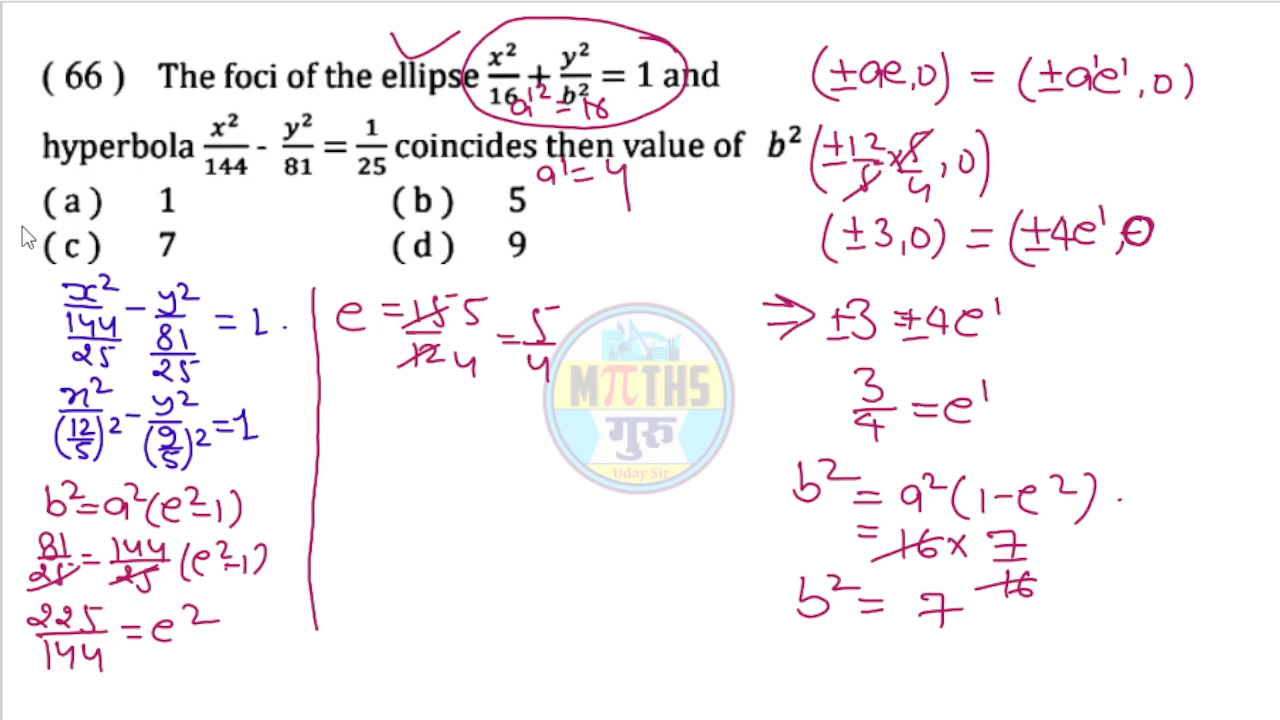 ( 66 ) The foci of the ellipse x²/16 + y²/b² = 1 and
a'² = 16
hyperbola x²/144 - y²/81 = 1/25 coincides then value of b²
a' = 4
( a ) 1 ( b ) 5
( c ) 7 ( d ) 9
x²/(144/25) - y²/(81/25) = 1.
x²/(12/5)² - y²/(9/5)² = 1
b² = a²(e²-1)
81/25 = 144/25 (e²-1)
225/144 = e²
e = 15/12 5/4 = 5/4
(±ae, 0) = (±a'e', 0)
(±12/5 × 5/4, 0)
(±3, 0) = (±4e', 0
⇒ ±3 = ±4e'
3/4 = e'
b² = a²(1-e²).
= 16 × 7/16
b² = 7
MπTHS
गुरु
Uday Sir